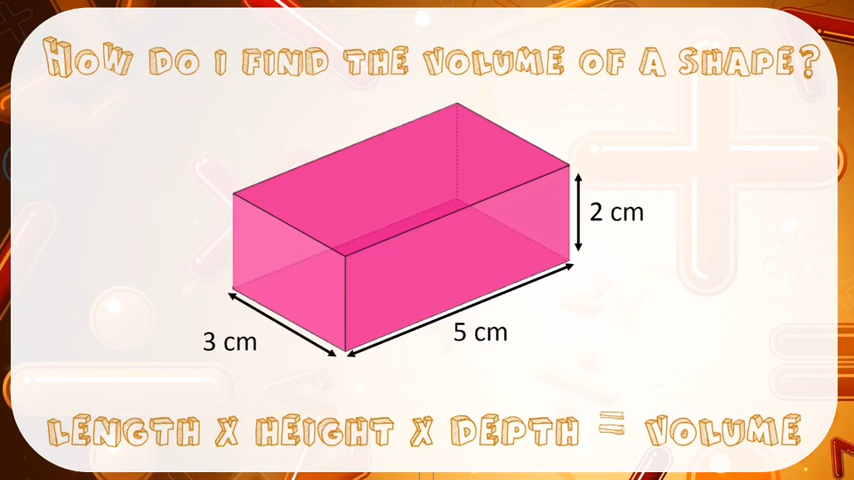 How do i find the volume of a shape?
2 cm
3 cm
5 cm
length x height x depth = volume